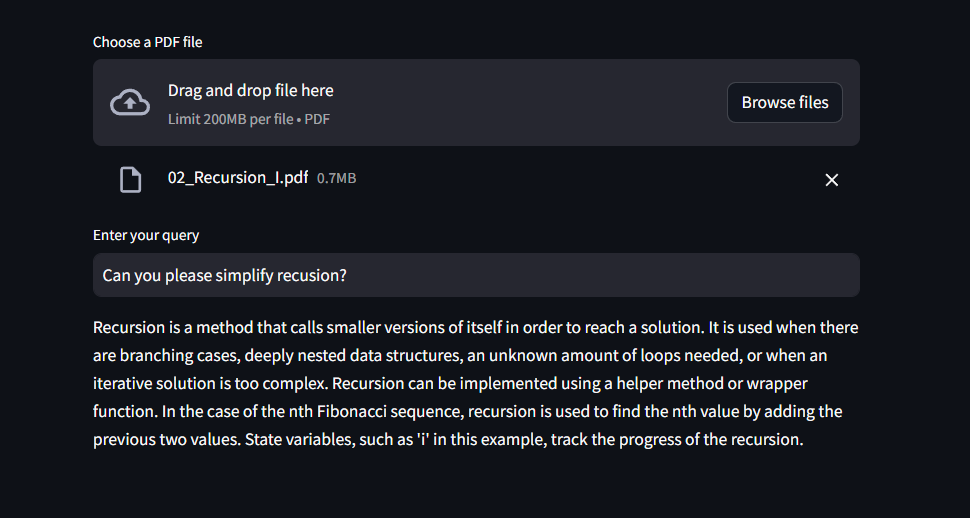 Choose a PDF file
Drag and drop file here
Limit 200MB per file • PDF
Browse files
02_Recursion_I.pdf 0.7MB
Enter your query
Can you please simplify recusion?
Recursion is a method that calls smaller versions of itself in order to reach a solution. It is used when there
are branching cases, deeply nested data structures, an unknown amount of loops needed, or when an
iterative solution is too complex. Recursion can be implemented using a helper method or wrapper
function. In the case of the nth Fibonacci sequence, recursion is used to find the nth value by adding the
previous two values. State variables, such as 'i' in this example, track the progress of the recursion.